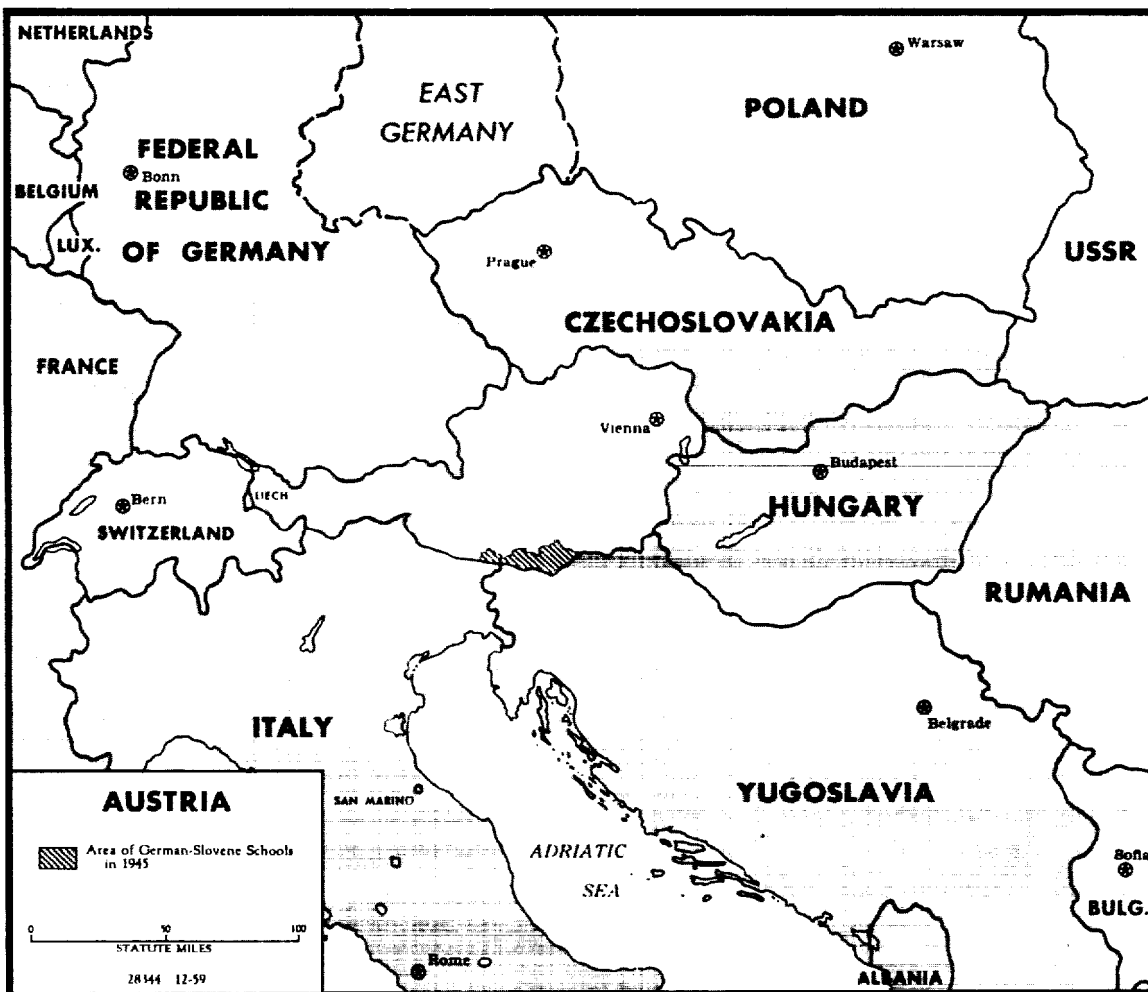 NETHERLANDS
Warsaw
EAST
GERMANY
POLAND
FEDERAL
Bonn
BELGIUM
REPUBLIC
LUX.
OF GERMANY
Prague
USSR
CZECHOSLOVAKIA
FRANCE
Vienna
Budapest
LIECH
Bern
SWITZERLAND
HUNGARY
RUMANIA
ITALY
Belgrade
YUGOSLAVIA
SAN MARINO
ADRIATIC
SEA
Sofia
BULG.
Rome
ALBANIA
AUSTRIA
Area of German-Slovene Schools
in 1945
0 50 100
STATUTE MILES
28344 12-59